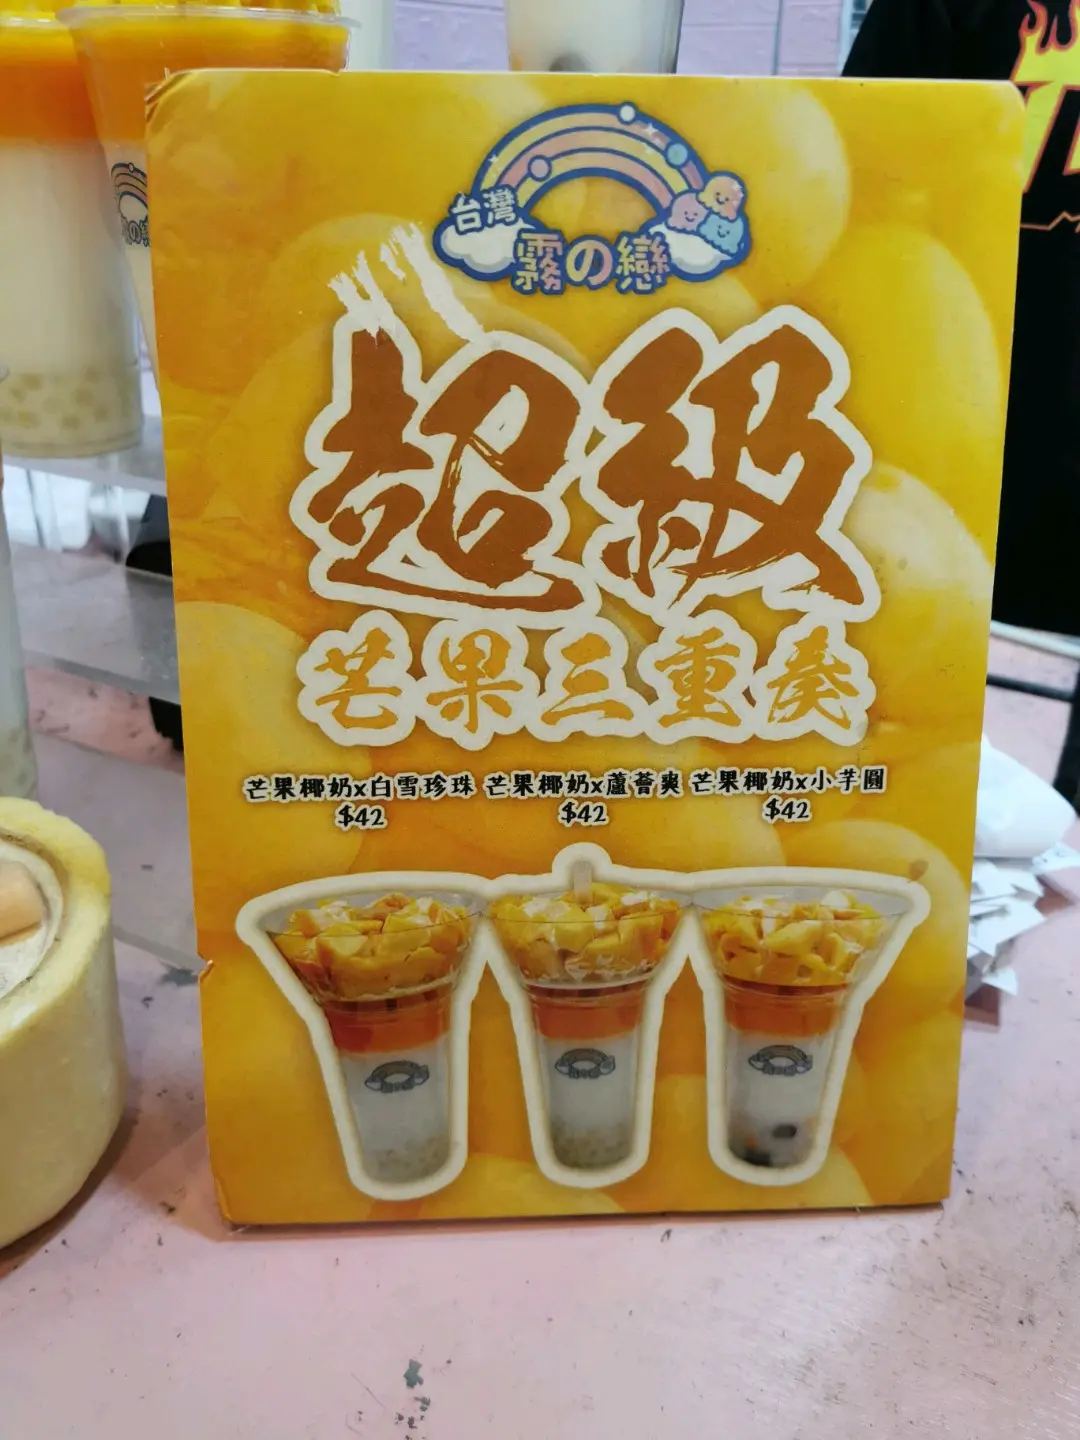 台灣
霧の戀
超級
芒果三重奏
芒果椰奶x白雪珍珠 芒果椰奶x蘆薈爽 芒果椰奶x小芋圓
$42 $42 $42